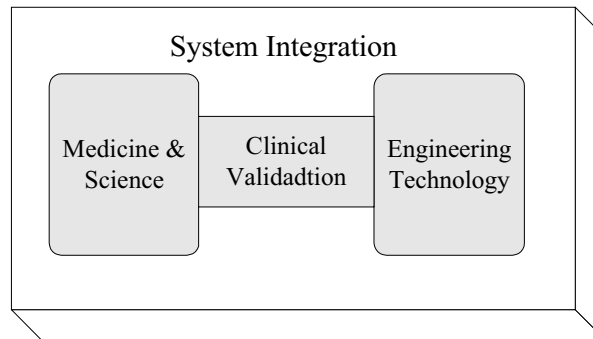 System Integration
Medicine &
Science
Clinical
Validadtion
Engineering
Technology